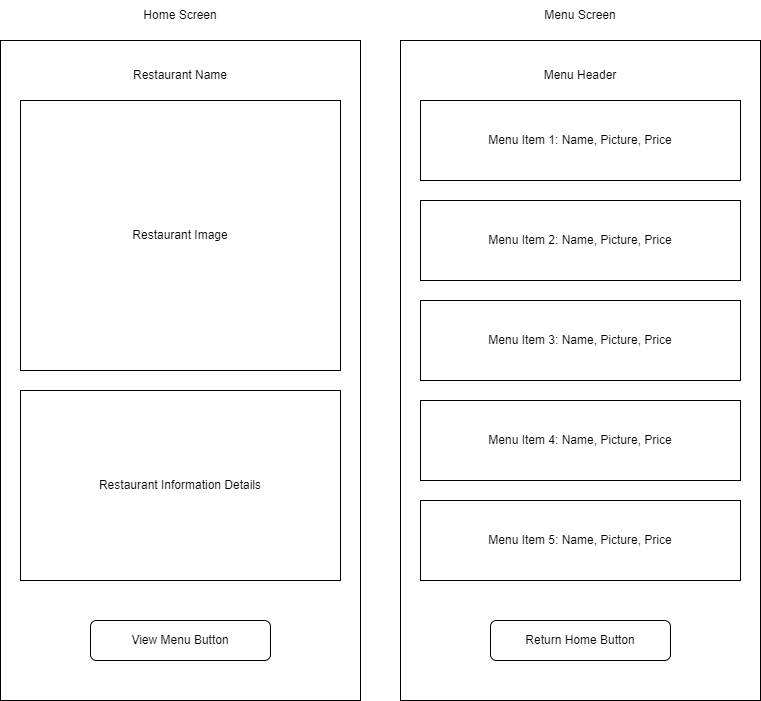 Home Screen
Restaurant Name
Restaurant Image
Restaurant Information Details
View Menu Button
Menu Screen
Menu Header
Menu Item 1: Name, Picture, Price
Menu Item 2: Name, Picture, Price
Menu Item 3: Name, Picture, Price
Menu Item 4: Name, Picture, Price
Menu Item 5: Name, Picture, Price
Return Home Button